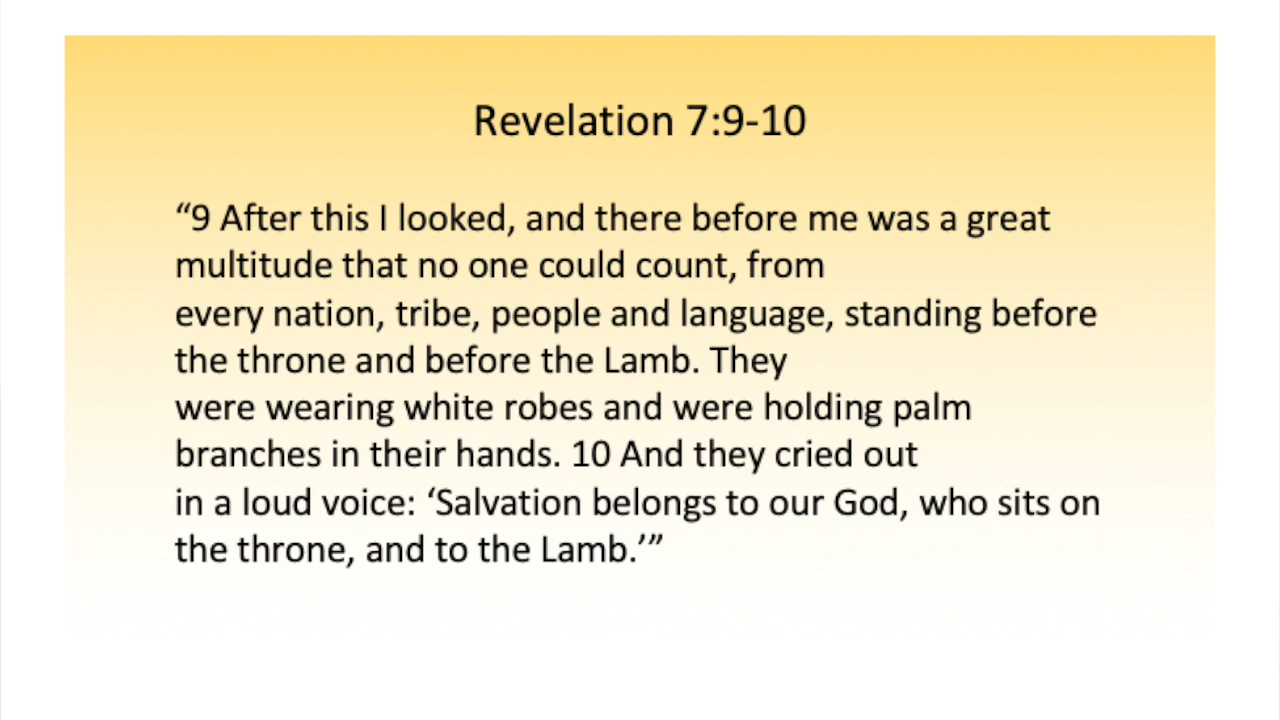 Revelation 7:9-10
“9 After this I looked, and there before me was a great
multitude that no one could count, from
every nation, tribe, people and language, standing before
the throne and before the Lamb. They
were wearing white robes and were holding palm
branches in their hands. 10 And they cried out
in a loud voice: ‘Salvation belongs to our God, who sits on
the throne, and to the Lamb.’”